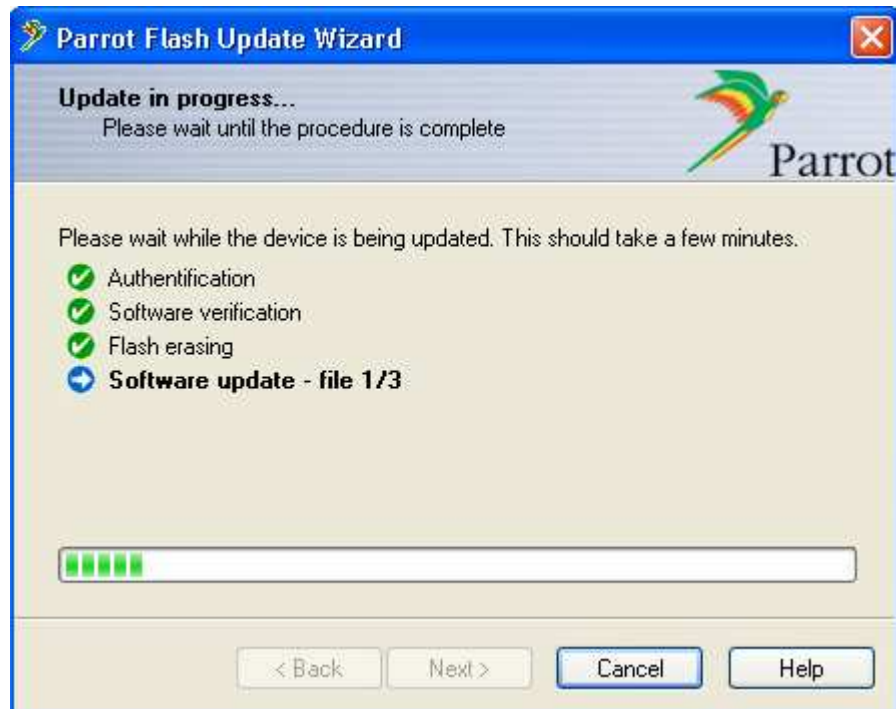 Parrot Flash Update Wizard
Update in progress...
Please wait until the procedure is complete
Parrot
Please wait while the device is being updated. This should take a few minutes.
Authentification
Software verification
Flash erasing
Software update - file 1/3
< Back Next > Cancel Help